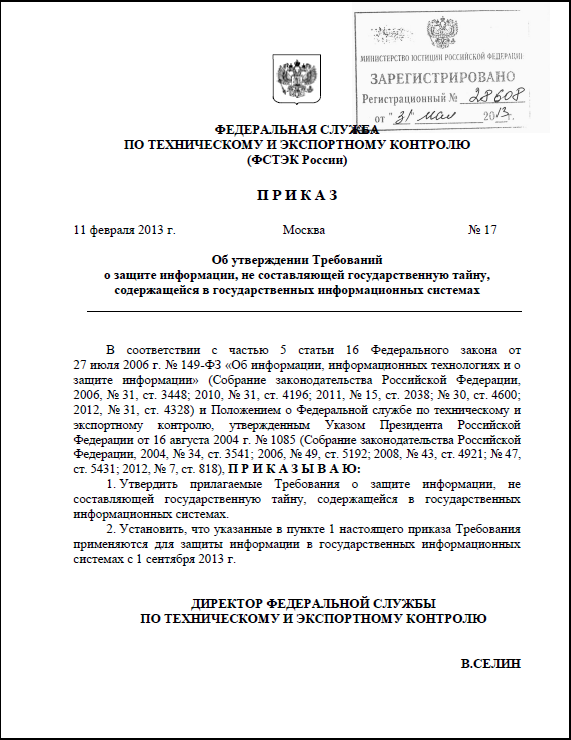 МИНИСТЕРСТВО ЮСТИЦИИ РОССИЙСКОЙ ФЕДЕРАЦИИ
ЗАРЕГИСТРИРОВАНО
Регистрационный № 28608
от "31" мая 2013г.
ФЕДЕРАЛЬНАЯ СЛУЖБА
ПО ТЕХНИЧЕСКОМУ И ЭКСПОРТНОМУ КОНТРОЛЮ
(ФСТЭК России)
П Р И К А З
11 февраля 2013 г. Москва № 17
Об утверждении Требований
о защите информации, не составляющей государственную тайну,
содержащейся в государственных информационных системах
В соответствии с частью 5 статьи 16 Федерального закона от
27 июля 2006 г. № 149-ФЗ «Об информации, информационных технологиях и о
защите информации» (Собрание законодательства Российской Федерации,
2006, № 31, ст. 3448; 2010, № 31, ст. 4196; 2011, № 15, ст. 2038; № 30, ст. 4600;
2012, № 31, ст. 4328) и Положением о Федеральной службе по техническому и
экспортному контролю, утвержденным Указом Президента Российской
Федерации от 16 августа 2004 г. № 1085 (Собрание законодательства Российской
Федерации, 2004, № 34, ст. 3541; 2006, № 49, ст. 5192; 2008, № 43, ст. 4921; № 47,
ст. 5431; 2012, № 7, ст. 818), П Р И К А З Ы В А Ю:
1. Утвердить прилагаемые Требования о защите информации, не
составляющей государственную тайну, содержащейся в государственных
информационных системах.
2. Установить, что указанные в пункте 1 настоящего приказа Требования
применяются для защиты информации в государственных информационных
системах с 1 сентября 2013 г.
ДИРЕКТОР ФЕДЕРАЛЬНОЙ СЛУЖБЫ
ПО ТЕХНИЧЕСКОМУ И ЭКСПОРТНОМУ КОНТРОЛЮ
В.СЕЛИН